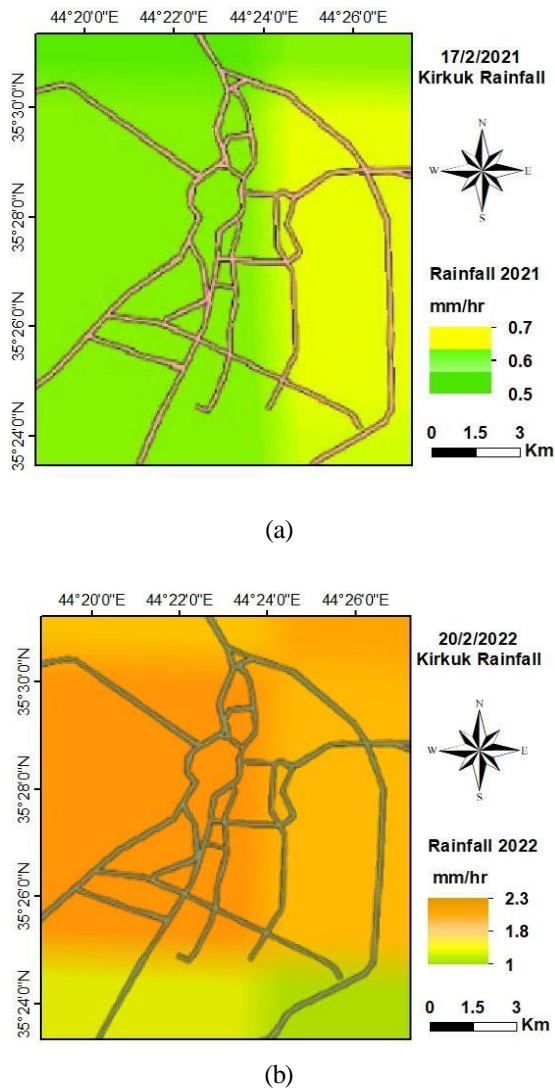 44°20'0"E 44°22'0"E 44°24'0"E 44°26'0"E
35°30'0"N
35°28'0"N
35°26'0"N
35°24'0"N
17/2/2021
Kirkuk Rainfall
N
W E
S
Rainfall 2021
mm/hr
0.7
0.6
0.5
0 1.5 3
Km
(a)
44°20'0"E 44°22'0"E 44°24'0"E 44°26'0"E
35°30'0"N
35°28'0"N
35°26'0"N
35°24'0"N
20/2/2022
Kirkuk Rainfall
N
W E
S
Rainfall 2022
mm/hr
2.3
1.8
1
0 1.5 3
Km
(b)